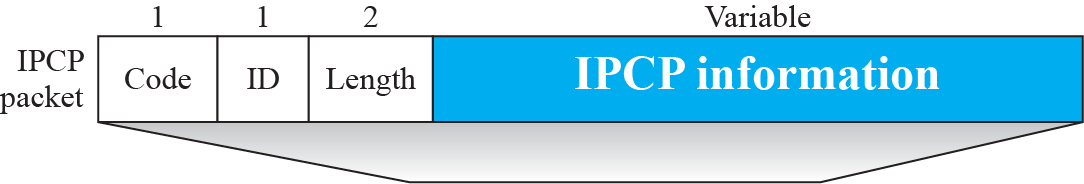 1 1 2 Variable
IPCP
packet
Code ID Length IPCP information